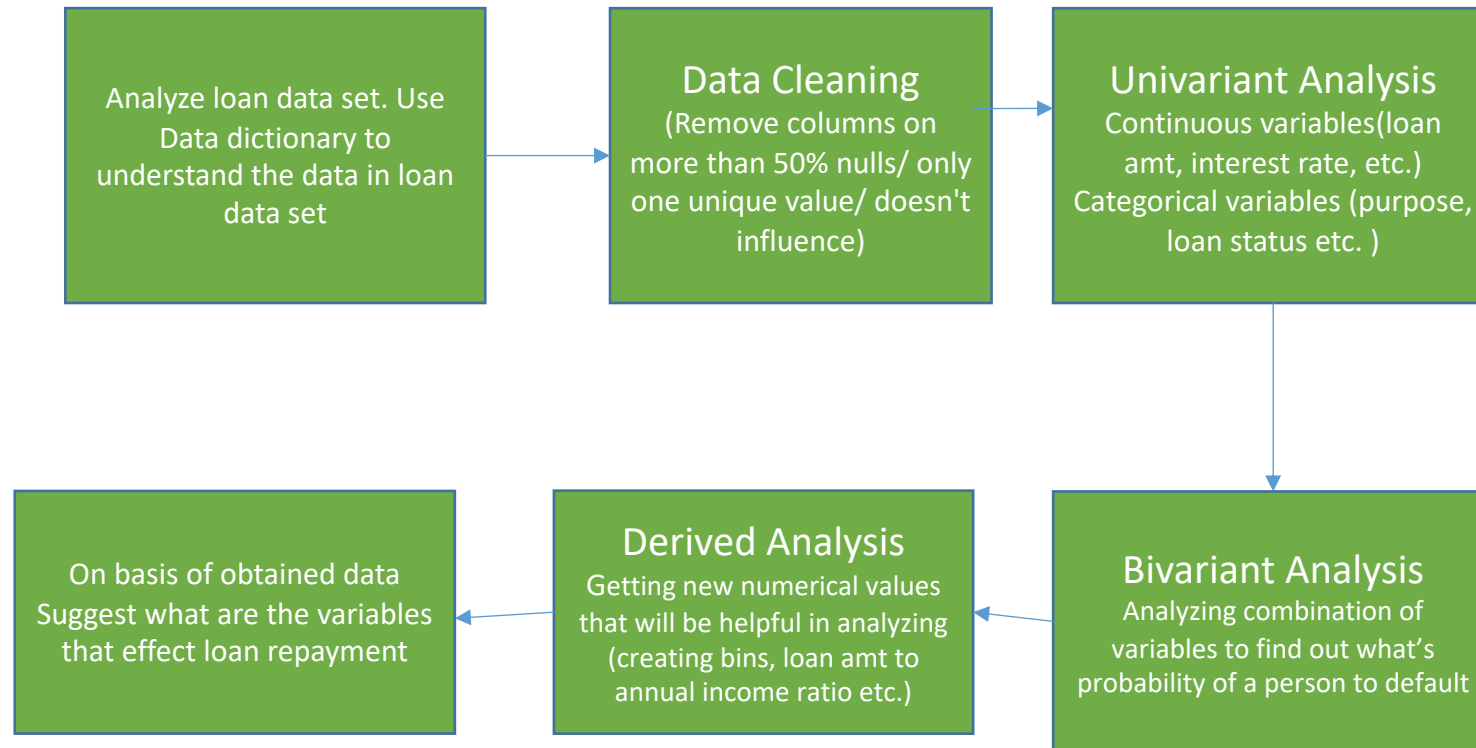 Analyze loan data set. Use
Data dictionary to
understand the data in loan
data set
Data Cleaning
(Remove columns on
more than 50% nulls/ only
one unique value/ doesn't
influence)
Univariant Analysis
Continuous variables(loan
amt, interest rate, etc.)
Categorical variables (purpose,
loan status etc. )
Bivariant Analysis
Analyzing combination of
variables to find out what’s
probability of a person to default
Derived Analysis
Getting new numerical values
that will be helpful in analyzing
(creating bins, loan amt to
annual income ratio etc.)
On basis of obtained data
Suggest what are the variables
that effect loan repayment